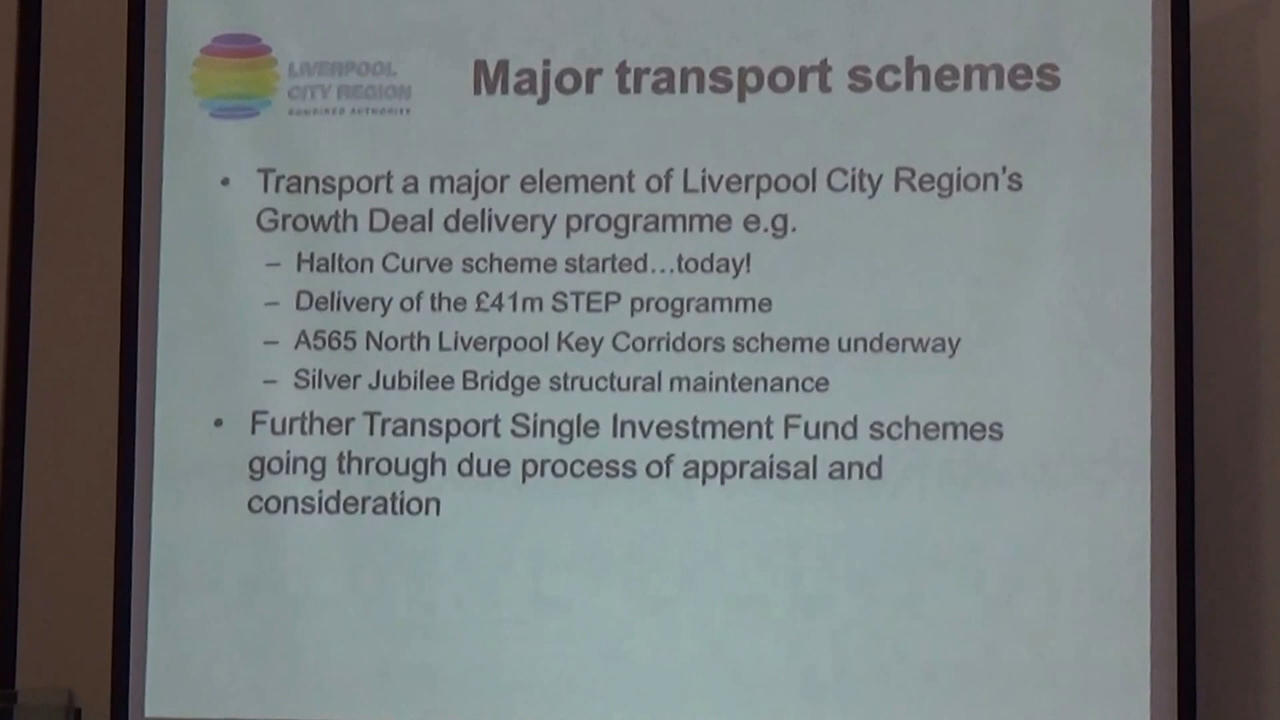 LIVERPOOL
CITY REGION
COMBINED AUTHORITY
Major transport schemes
• Transport a major element of Liverpool City Region's
Growth Deal delivery programme e.g.
– Halton Curve scheme started...today!
– Delivery of the £41m STEP programme
– A565 North Liverpool Key Corridors scheme underway
– Silver Jubilee Bridge structural maintenance
• Further Transport Single Investment Fund schemes
going through due process of appraisal and
consideration